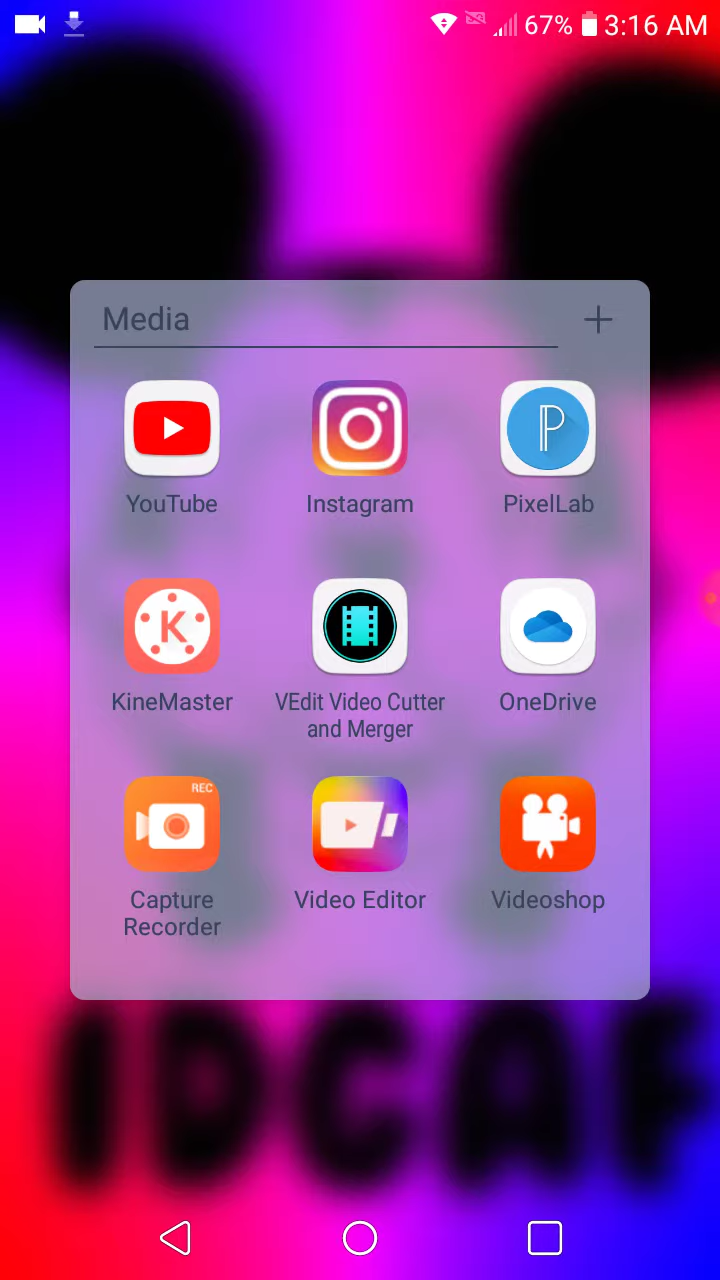 67% 3:16 AM
Media
YouTube
Instagram
PixelLab
KineMaster
VEdit Video Cutter
and Merger
OneDrive
REC
Capture
Recorder
Video Editor
Videoshop
IDGAF